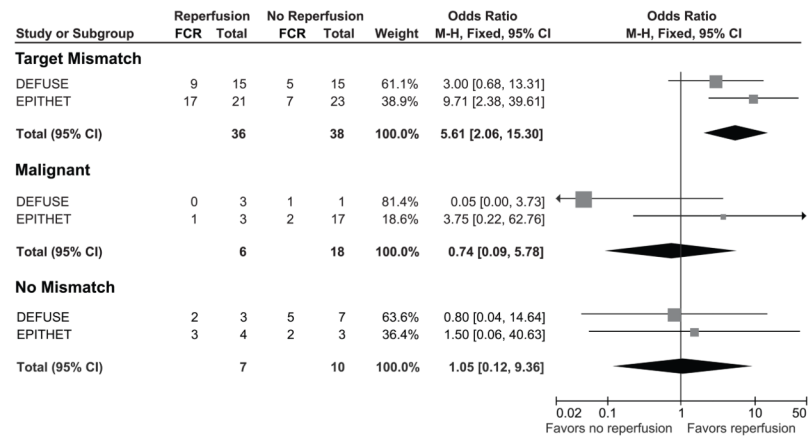 Reperfusion No Reperfusion Odds Ratio Odds Ratio
Study or Subgroup FCR Total FCR Total Weight M-H, Fixed, 95% CI M-H, Fixed, 95% CI
Target Mismatch
DEFUSE 9 15 5 15 61.1% 3.00 [0.68, 13.31]
EPITHET 17 21 7 23 38.9% 9.71 [2.38, 39.61]
Total (95% CI) 36 38 100.0% 5.61 [2.06, 15.30]
Malignant
DEFUSE 0 3 1 1 81.4% 0.05 [0.00, 3.73]
EPITHET 1 3 2 17 18.6% 3.75 [0.22, 62.76]
Total (95% CI) 6 18 100.0% 0.74 [0.09, 5.78]
No Mismatch
DEFUSE 2 3 5 7 63.6% 0.80 [0.04, 14.64]
EPITHET 3 4 2 3 36.4% 1.50 [0.06, 40.63]
Total (95% CI) 7 10 100.0% 1.05 [0.12, 9.36]
0.02 0.1 1 10 50
Favors no reperfusion Favors reperfusion